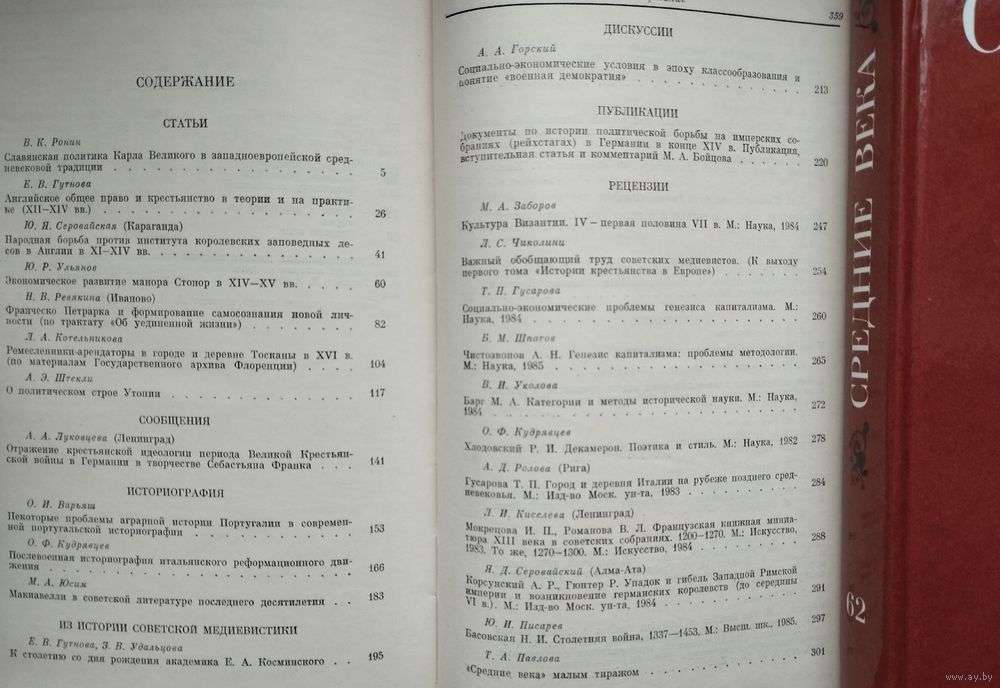 СОДЕРЖАНИЕ
СТАТЬИ
В. К. Ронин
Славянская политика Карла Великого в западноевропейской сред-
невековой традиции . . . . . . . . . . . . . . . . 5
Е. В. Гутнова
Английское общее право и крестьянство в теории и на практи-
ке (XII—XIV вв.) . . . . . . . . . . . . . . . . 26
Ю. Я. Серовайская (Караганда)
Народная борьба против института королевских заповедных ле-
сов в Англии в XI—XIV вв. . . . . . . . . . . . . . 41
Ю. Р. Ульянов
Экономическое развитие манора Стонор в XIV—XV вв. . . . . 60
Н. В. Ревякина (Иваново)
Франческо Петрарка и формирование самосознания новой лич-
ности (по трактату «Об уединенной жизни») . . . . . . . 82
Л. А. Котельникова
Ремесленники-арендаторы в городе и деревне Тосканы в XVI в.
(по материалам Государственного архива Флоренции) . . . . 104
А. Э. Штекли
О политическом строе Утопии . . . . . . . . . . . . 117
СООБЩЕНИЯ
А. А. Луковцева (Ленинград)
Отражение крестьянской идеологии периода Великой Крестьян-
ской войны в Германии в творчестве Себастьяна Франка . . . 141
ИСТОРИОГРАФИЯ
О. И. Варьяш
Некоторые проблемы аграрной истории Португалии в современ-
ной португальской историографии . . . . . . . . . . . 153
О. Ф. Кудрявцев
Послевоенная историография итальянского реформационного дви-
жения . . . . . . . . . . . . . . . . . . . . 166
М. А. Юсим
Макиавелли в советской литературе последнего десятилетия . . 183
ИЗ ИСТОРИИ СОВЕТСКОЙ МЕДИЕВИСТИКИ
Е. В. Гутнова, З. В. Удальцова
К столетию со дня рождения академика Е. А. Косминского . . 195
359
ДИСКУССИИ
А. А. Горский
Социально-экономические условия в эпоху классообразования и
понятие «военная демократия» . . . . . . . . . . . . 213
ПУБЛИКАЦИИ
Документы по истории политической борьбы на имперских со-
браниях (рейхстагах) в Германии в конце XIV в. Публикация,
вступительная статья и комментарий М. А. Бойцова . . . . . 220
РЕЦЕНЗИИ
М. А. Заборов
Культура Византии. IV — первая половина VII в. М.: Наука, 1984 247
Л. С. Чиколини
Важный обобщающий труд советских медиевистов. (К выходу
первого тома «Истории крестьянства в Европе») . . . . . . 254
Т. П. Гусарова
Социально-экономические проблемы генезиса капитализма. М.:
Наука, 1984 . . . . . . . . . . . . . . . . . . 260
Б. М. Шпотов
Чистозвонов А. Н. Генезис капитализма: проблемы методологии.
М.: Наука, 1985 . . . . . . . . . . . . . . . . . 265
В. И. Уколова
Барг М. А. Категории и методы исторической науки. М.: Наука,
1984 . . . . . . . . . . . . . . . . . . . . . 272
О. Ф. Кудрявцев
Хлодовский Р. И. Декамерон. Поэтика и стиль. М.: Наука, 1982 278
А. Д. Ролова (Рига)
Гусарова Т. П. Город и деревня Италии на рубеже позднего сред-
невековья. М.: Изд-во Моск. ун-та, 1983 . . . . . . . . 284
Л. И. Киселева (Ленинград)
Мокрецова И. П., Романова В. Л. Французская книжная миниа-
тюра XIII века в советских собраниях. 1200—1270. М.: Искусство,
1983. То же, 1270—1300. М.: Искусство, 1984 . . . . . . . 288
Я. Д. Серовайский (Алма-Ата)
Корсунский А. Р., Гюнтер Р. Упадок и гибель Западной Римской
империи и возникновение германских королевств (до середины
VI в.). М.: Изд-во Моск. ун-та, 1984 . . . . . . . . . . 291
Ю. И. Писарев
Басовская Н. И. Столетняя война, 1337—1453. М.: Высш. шк., 1985. 297
Т. А. Павлова
«Средние века» малым тиражом . . . . . . . . . . . 301
СРЕДНИЕ ВЕКА
62
www.ay.by